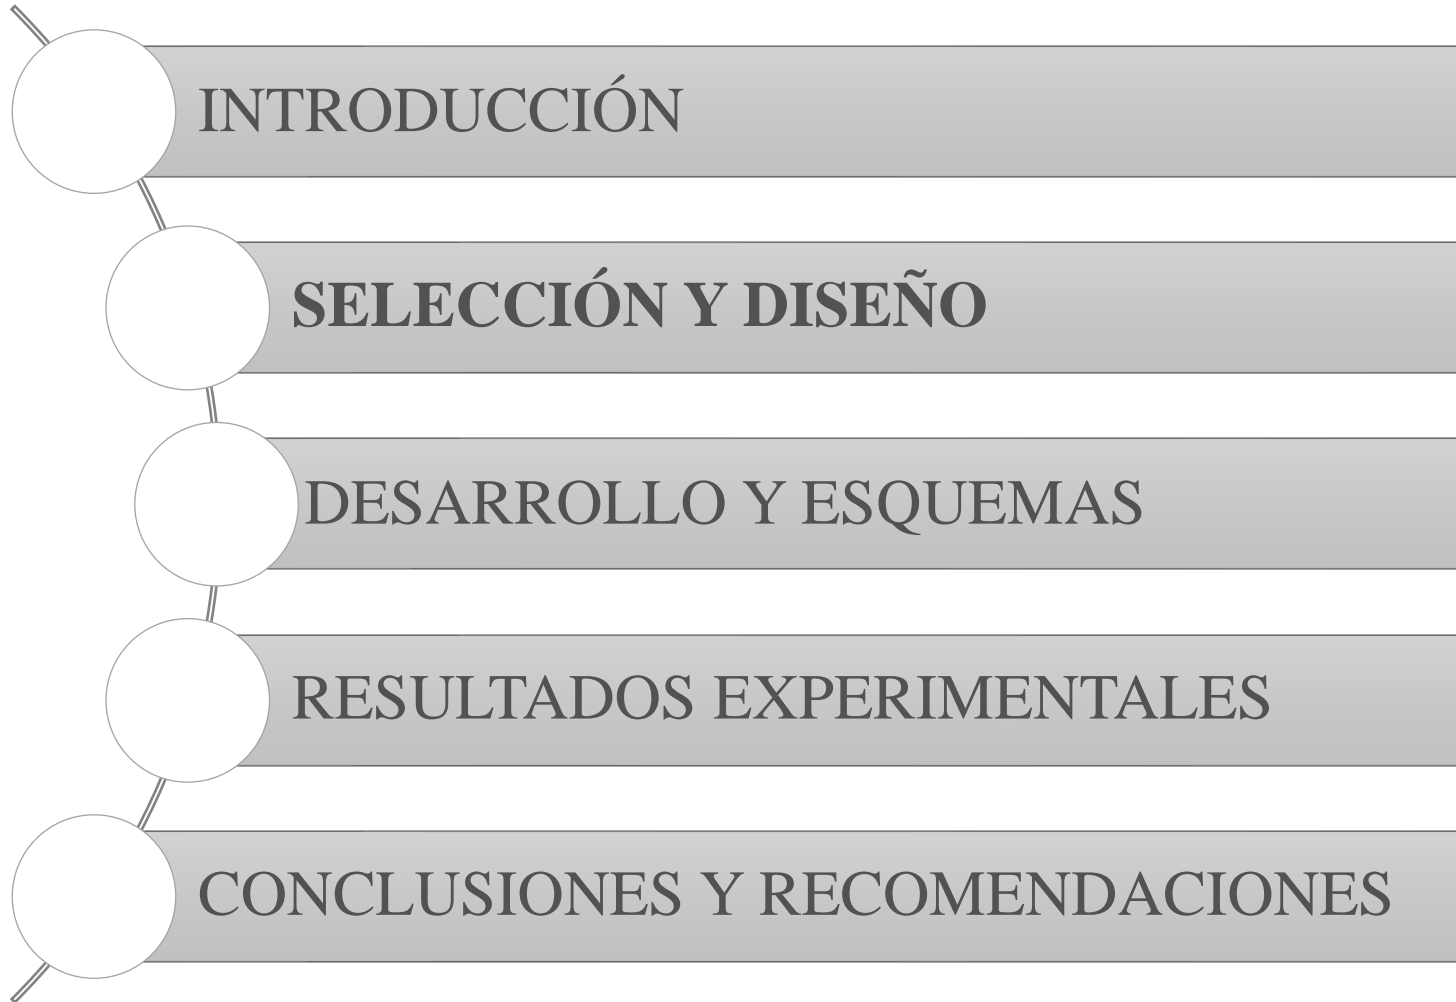 INTRODUCCIÓN
SELECCIÓN Y DISEÑO
DESARROLLO Y ESQUEMAS
RESULTADOS EXPERIMENTALES
CONCLUSIONES Y RECOMENDACIONES